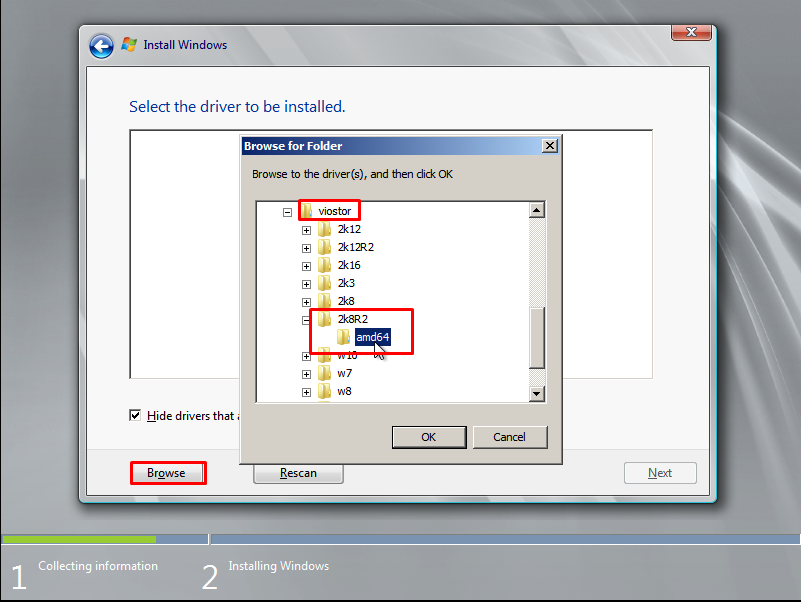 Install Windows
Select the driver to be installed.
Browse for Folder
Browse to the driver(s), and then click OK
viostor
2k12
2k12R2
2k16
2k3
2k8
2k8R2
amd64
w10
w7
w8
Hide drivers that
OK
Cancel
Browse
Rescan
Next
1 Collecting information
2 Installing Windows